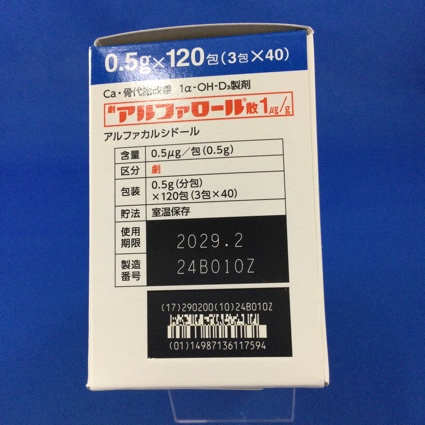 0.5g×120包(3包×40)
Ca・骨代謝改善 1α-OH-D₃製剤
劇 アルファロール®散1μg/g
アルファカルシドール
含量 0.5μg/包(0.5g)
区分 劇
包装 0.5g(分包)
×120包(3包×40)
貯法 室温保存
使用期限 2029.2
製造番号 24B010Z
(17)290200(10)24B010Z
(01)14987136117594